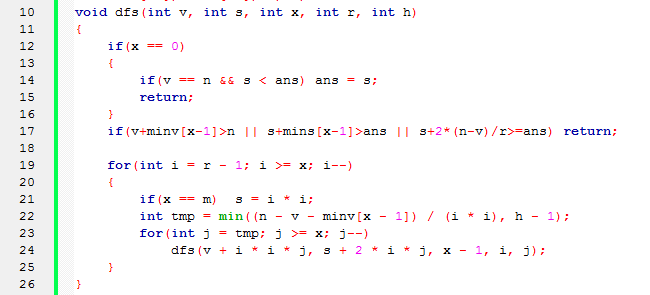 10 void dfs(int v, int s, int x, int r, int h)
11 {
12     if(x == 0)
13     {
14         if(v == n && s < ans) ans = s;
15         return;
16     }
17     if(v+minv[x-1]>n || s+mins[x-1]>ans || s+2*(n-v)/r>=ans) return;
18
19     for(int i = r - 1; i >= x; i--)
20     {
21         if(x == m)  s = i * i;
22         int tmp = min((n - v - minv[x - 1]) / (i * i), h - 1);
23         for(int j = tmp; j >= x; j--)
24             dfs(v + i * i * j, s + 2 * i * j, x - 1, i, j);
25     }
26 }